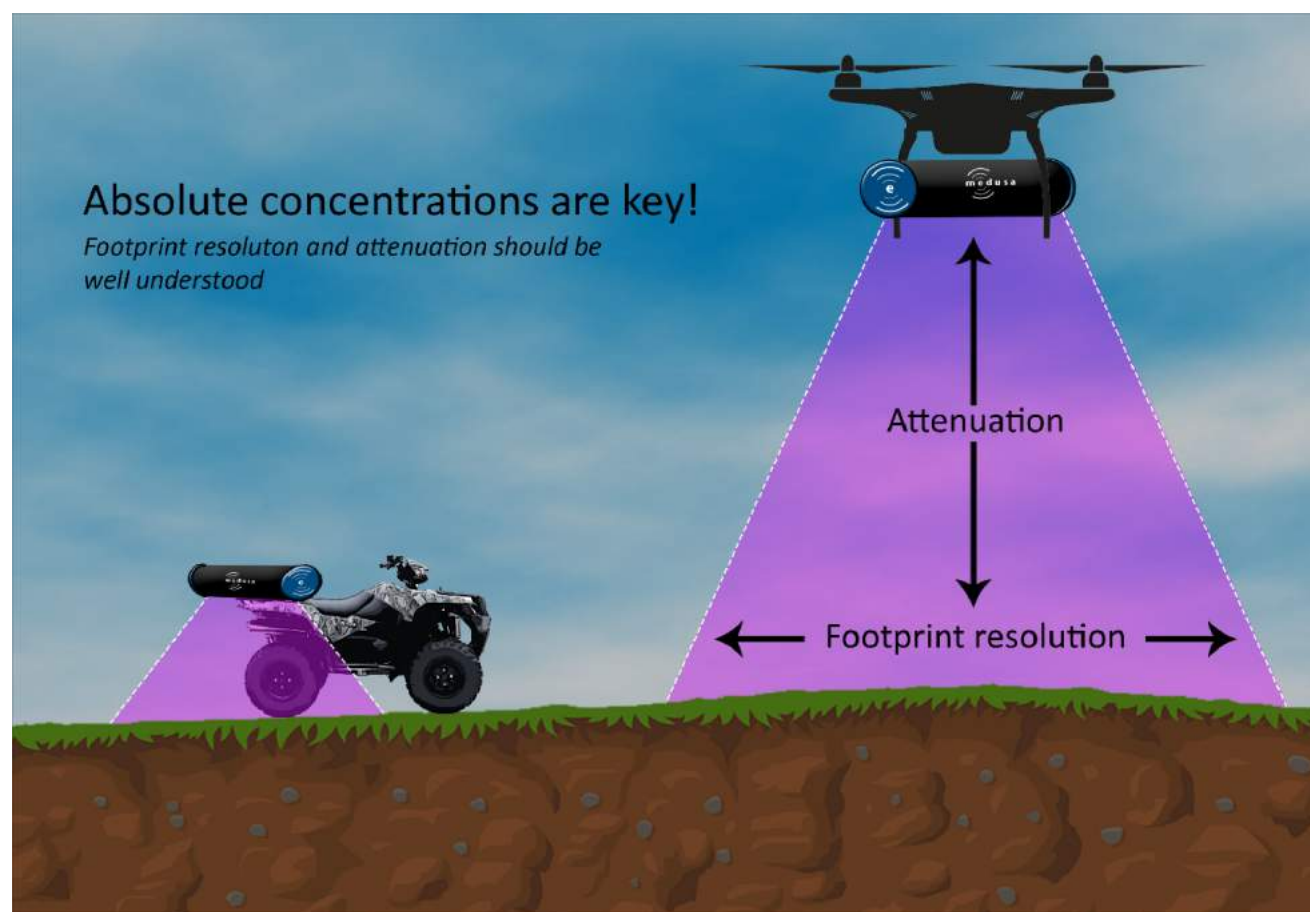 Absolute concentrations are key!
Footprint resoluton and attenuation should be
well understood
e medusa
Attenuation
medusa e
Footprint resolution